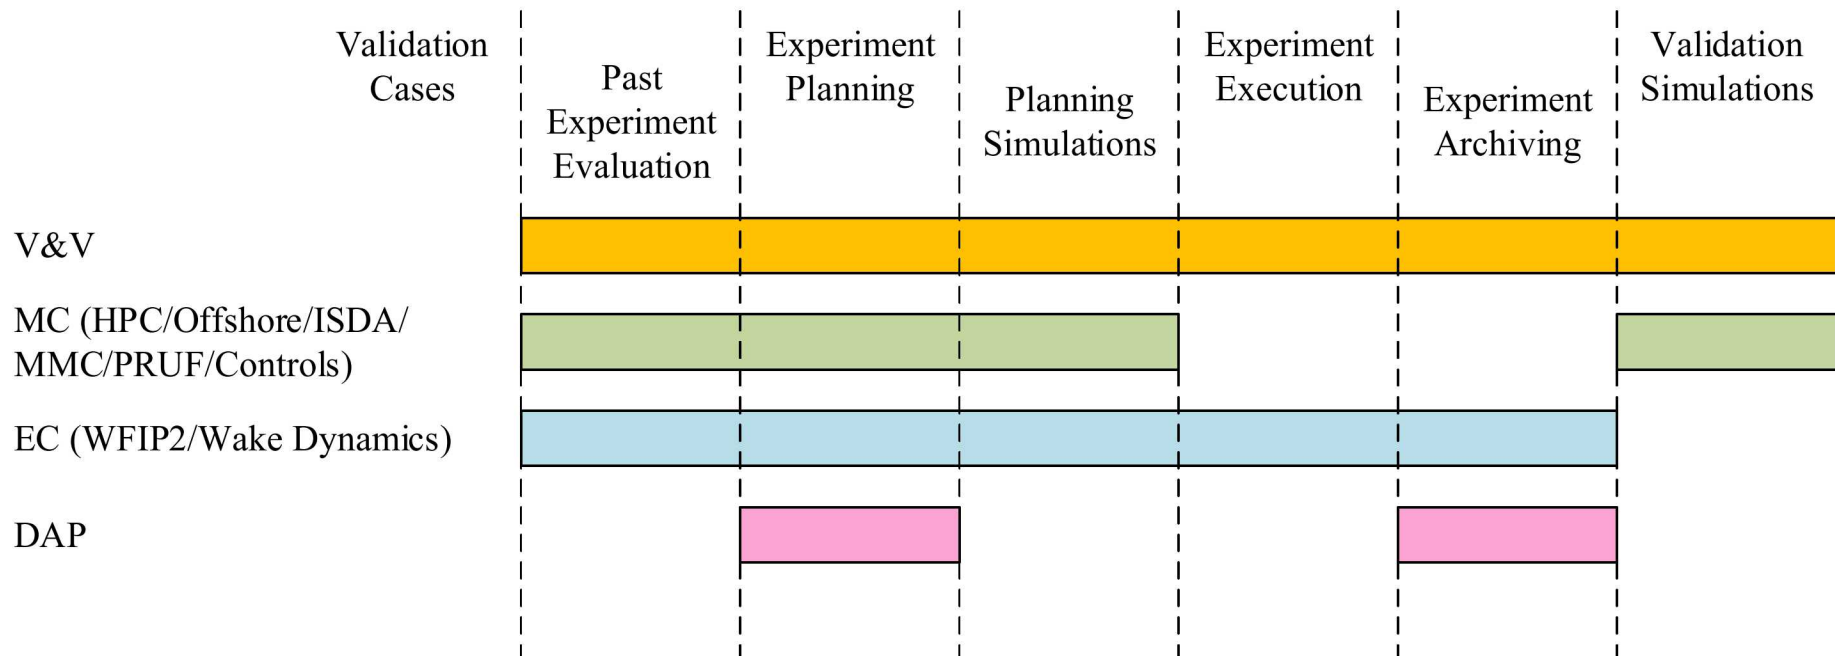 Validation
Cases
Past
Experiment
Evaluation
Experiment
Planning
Planning
Simulations
Experiment
Execution
Experiment
Archiving
Validation
Simulations
V&V
MC (HPC/Offshore/ISDA/
MMC/PRUF/Controls)
EC (WFIP2/Wake Dynamics)
DAP